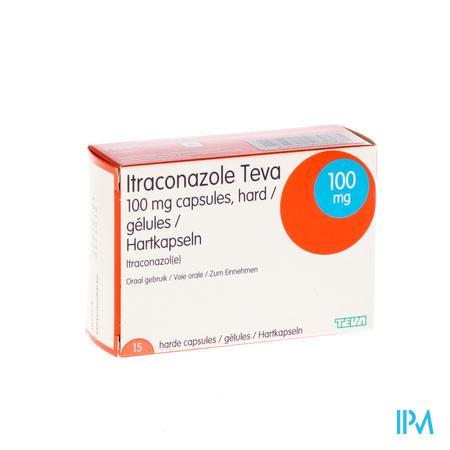 Itraconazole Teva
100 mg capsules, hard /
gélules /
Hartkapseln
Itraconazol(e)
Oraal gebruik / Voie orale / Zum Einnehmen
100
mg
TEVA
15 harde capsules / gélules / Hartkapseln
IPM